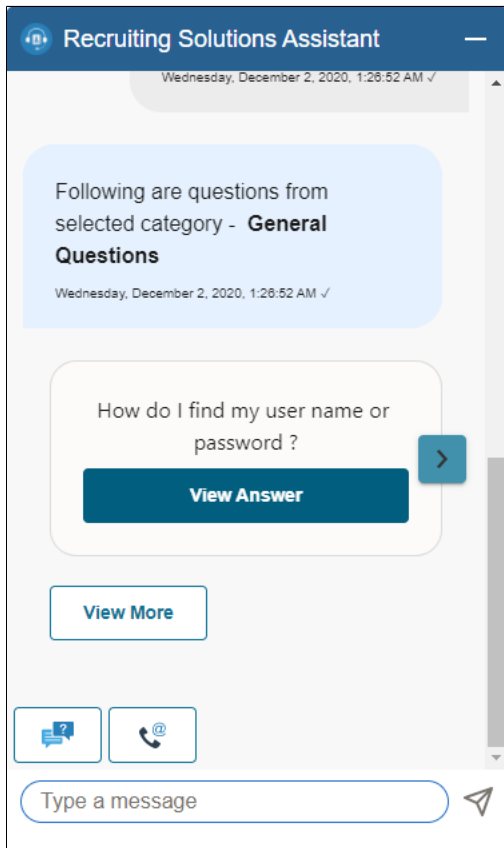 Recruiting Solutions Assistant
Wednesday, December 2, 2020, 1:26:52 AM ✓
Following are questions from
selected category - General
Questions
Wednesday, December 2, 2020, 1:26:52 AM ✓
How do I find my user name or
password ?
View Answer
View More
?
@
Type a message